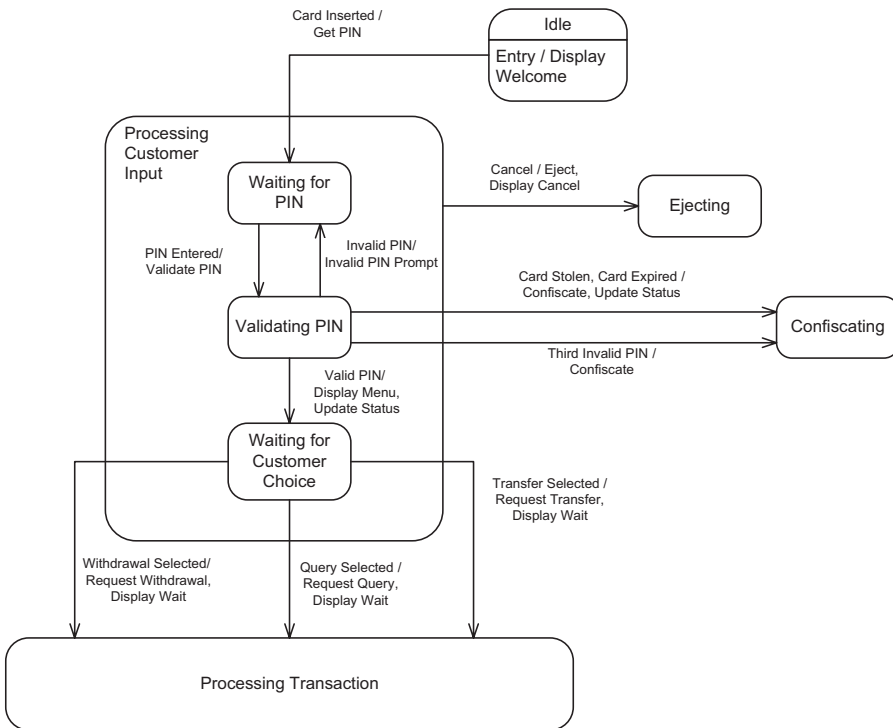 Card Inserted /
Get PIN
Idle
Entry / Display
Welcome
Processing
Customer
Input
Waiting for
PIN
Cancel / Eject,
Display Cancel
Ejecting
PIN Entered/
Validate PIN
Invalid PIN/
Invalid PIN Prompt
Card Stolen, Card Expired /
Confiscate, Update Status
Validating PIN
Confiscating
Third Invalid PIN /
Confiscate
Valid PIN/
Display Menu,
Update Status
Waiting for
Customer
Choice
Transfer Selected /
Request Transfer,
Display Wait
Withdrawal Selected/
Request Withdrawal,
Display Wait
Query Selected /
Request Query,
Display Wait
Processing Transaction